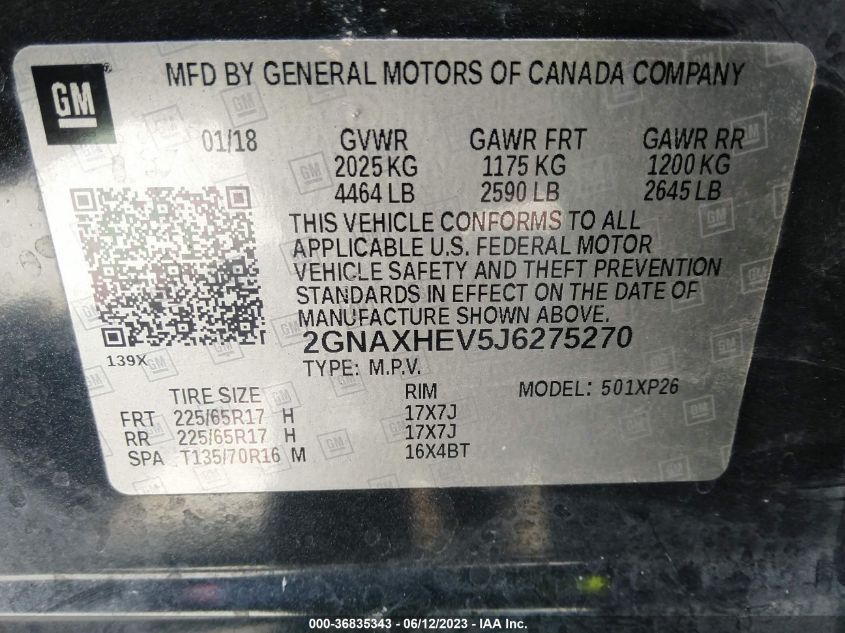 GM
MFD BY GENERAL MOTORS OF CANADA COMPANY
01/18 GVWR GAWR FRT GAWR RR
2025 KG 1175 KG 1200 KG
4464 LB 2590 LB 2645 LB
THIS VEHICLE CONFORMS TO ALL
APPLICABLE U.S. FEDERAL MOTOR
VEHICLE SAFETY AND THEFT PREVENTION
STANDARDS IN EFFECT ON THE DATE OF
MANUFACTURE SHOWN ABOVE.
139X
2GNAXHEV5J6275270
TYPE: M.P.V.
TIRE SIZE RIM MODEL: 501XP26
FRT 225/65R17 H 17X7J
RR 225/65R17 H 17X7J
SPA T135/70R16 M 16X4BT
000-36835343 - 06/12/2023 - IAA Inc.